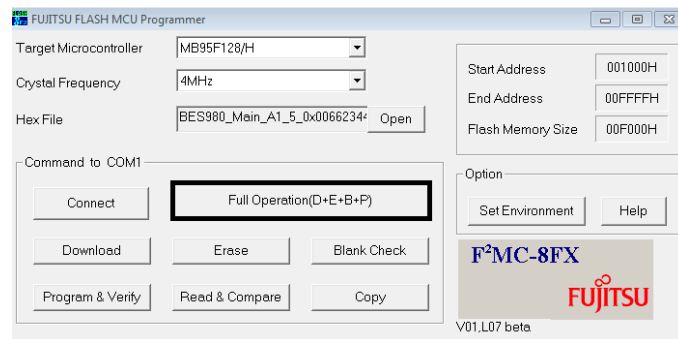 FUJITSU FLASH MCU Programmer
Target Microcontroller MB95F128/H
Crystal Frequency 4MHz
Hex File BES980_Main_A1_5_0x00662344 Open
Start Address 001000H
End Address 00FFFFH
Flash Memory Size 00F000H
Command to COM1
Connect Full Operation(D+E+B+P)
Download Erase Blank Check
Program & Verify Read & Compare Copy
Option
Set Environment Help
F²MC-8FX
FUJITSU
V01,L07 beta